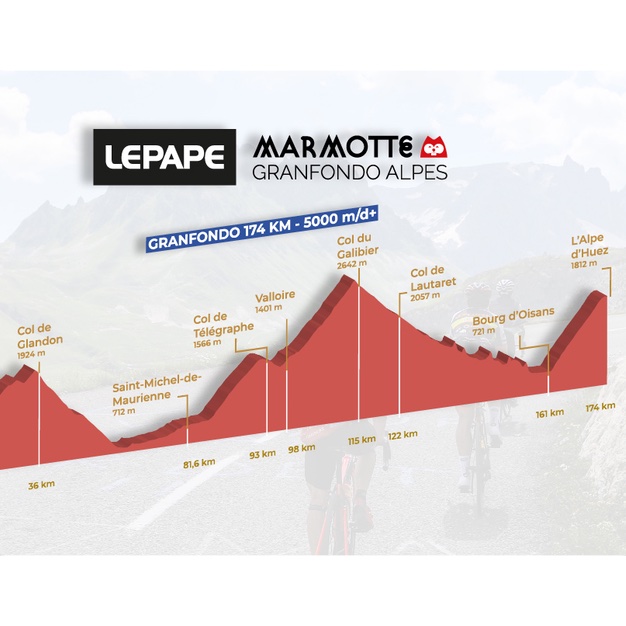 LEPAPE
MARMOTTE
GRANFONDO ALPES
GRANFONDO 174 KM - 5000 m/d+
Col de
Glandon
1924 m
Saint-Michel-de-
Maurienne
712 m
Col de
Télégraphe
1566 m
Valloire
1401 m
Col du
Galibier
2642 m
Col de
Lautaret
2057 m
Bourg d'Oisans
721 m
L'Alpe
d'Huez
1812 m
36 km
81,6 km
93 km
98 km
115 km
122 km
161 km
174 km